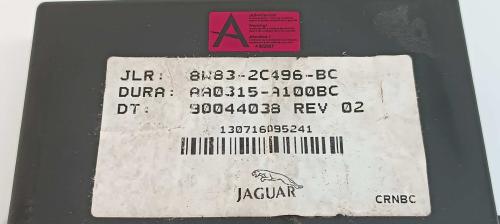 A
JLR: 8W83-2C496-BC
DURA: AA0315-A100BC
DT: 90044038 REV 02
130716095241
JAGUAR
CRNBC